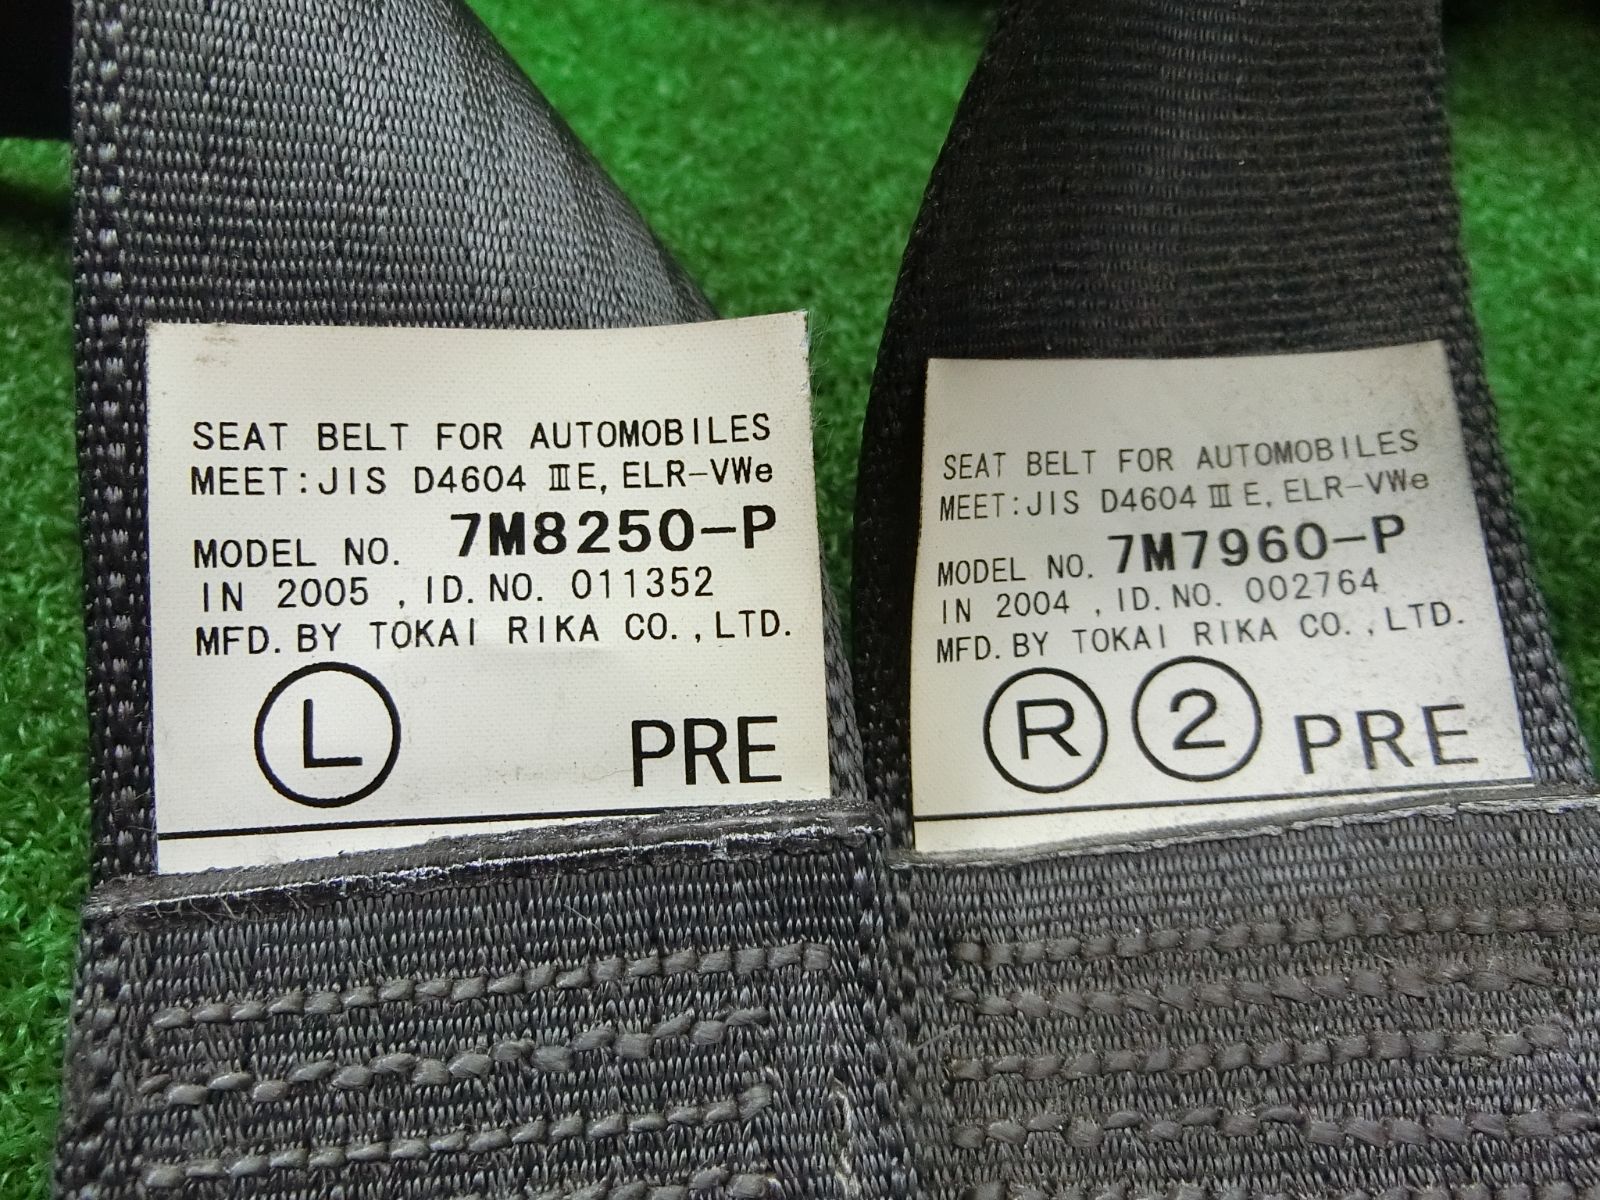 SEAT BELT FOR AUTOMOBILES
MEET:JIS D4604 ⅢE, ELR-VWe
MODEL NO. 7M8250-P
IN 2005 , ID. NO. 011352
MFD. BY TOKAI RIKA CO. , LTD.
L PRE
SEAT BELT FOR AUTOMOBILES
MEET:JIS D4604 Ⅲ E, ELR-VWe
MODEL NO. 7M7960-P
IN 2004 , ID. NO. 002764
MFD. BY TOKAI RIKA CO. , LTD.
R 2 PRE